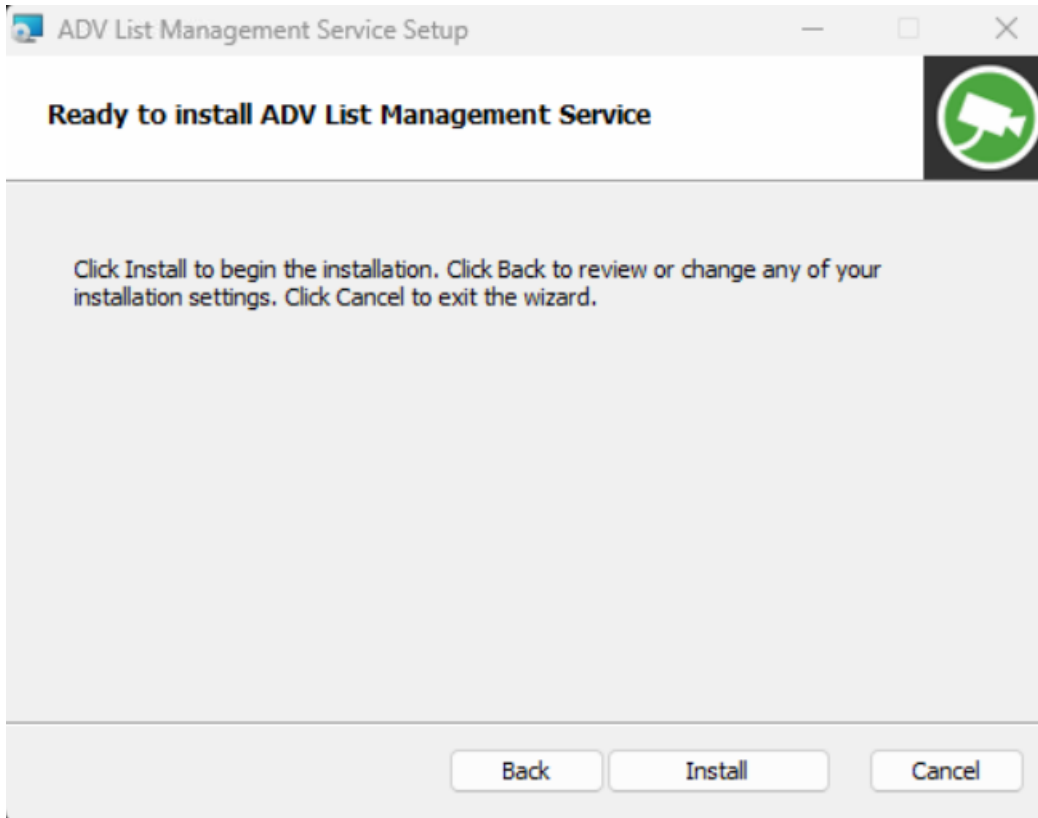 ADV List Management Service Setup
Ready to install ADV List Management Service
Click Install to begin the installation. Click Back to review or change any of your
installation settings. Click Cancel to exit the wizard.
Back Install Cancel